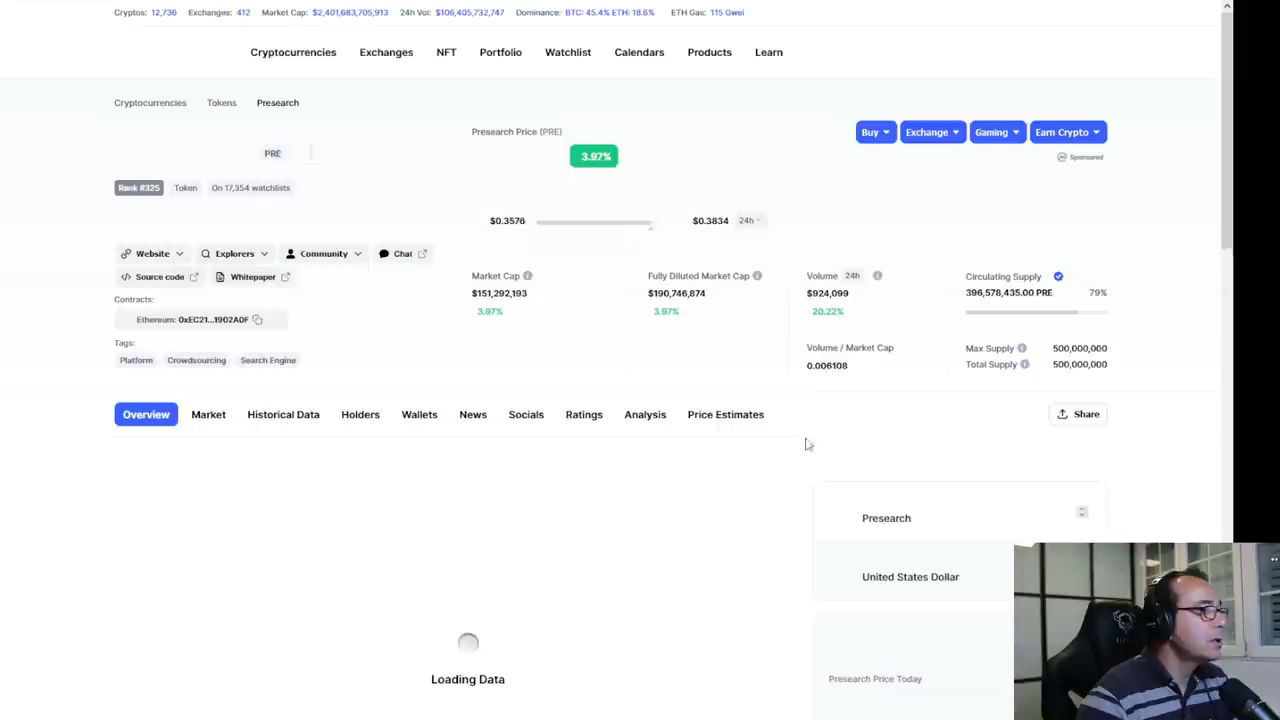 Cryptos: 12,736 Exchanges: 412 Market Cap: $2,401,683,705,913 24h Vol: $106,405,732,747 Dominance: BTC: 45.4% ETH: 18.6% ETH Gas: 115 Gwei
Cryptocurrencies Exchanges NFT Portfolio Watchlist Calendars Products Learn
Cryptocurrencies Tokens Presearch
Presearch Price (PRE)
Buy Exchange Gaming Earn Crypto
PRE
3.97%
Sponsored
Rank #325 Token On 17,354 watchlists
$0.3576 $0.3834 24h
Website Explorers Community Chat
Source code Whitepaper
Contracts:
Ethereum: 0xEC21...1902A0F
Tags:
Platform Crowdsourcing Search Engine
Market Cap
$151,292,193
3.97%
Fully Diluted Market Cap
$190,746,874
3.97%
Volume 24h
$924,099
20.22%
Volume / Market Cap
0.006108
Circulating Supply
396,578,435.00 PRE 79%
Max Supply 500,000,000
Total Supply 500,000,000
Overview Market Historical Data Holders Wallets News Socials Ratings Analysis Price Estimates
Share
Presearch
United States Dollar
Loading Data
Presearch Price Today